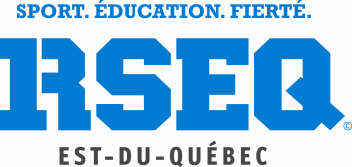 SPORT. ÉDUCATION. FIERTÉ.
RSEQ©
EST-DU-QUÉBEC